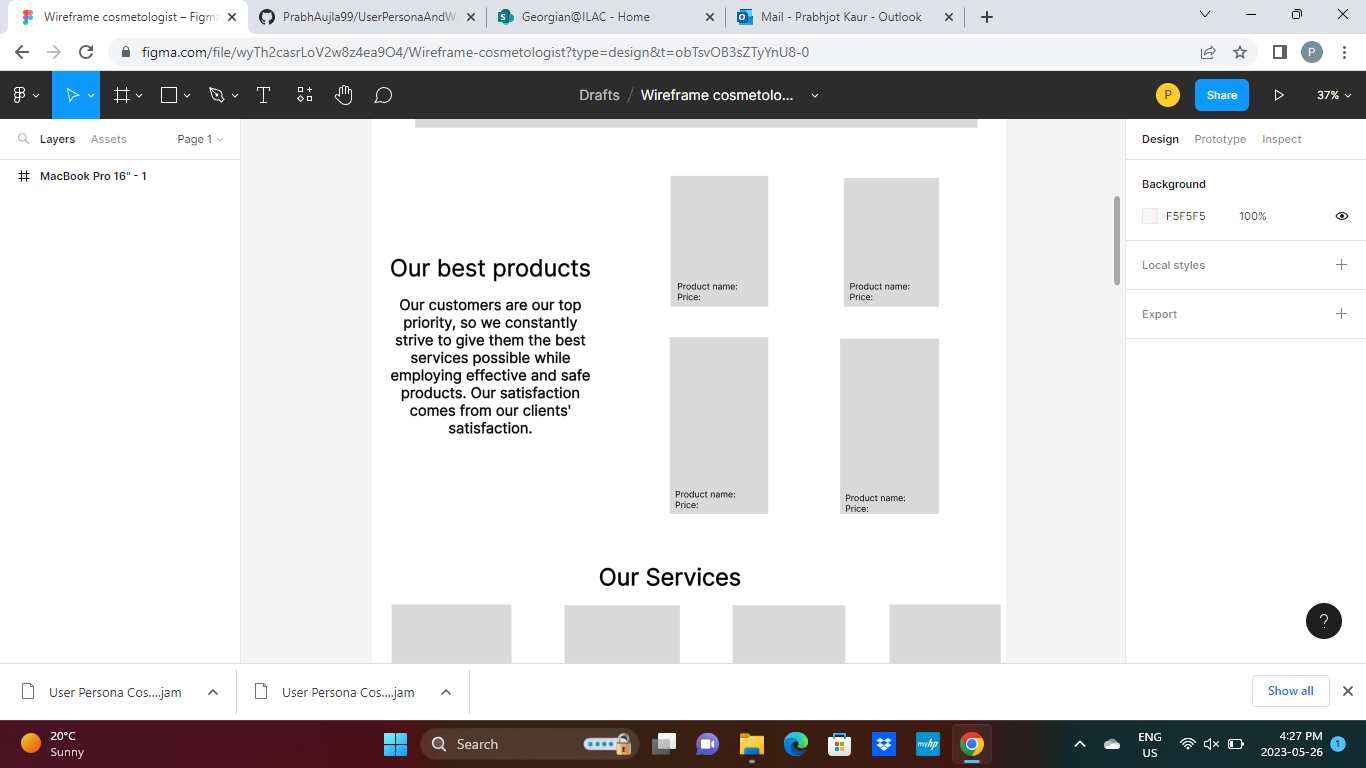 Wireframe cosmetologist – Figm
PrabhAujla99/UserPersonaAndW
Georgian@ILAC - Home
Mail - Prabhjot Kaur - Outlook
figma.com/file/wyTh2casrLoV2w8z4ea9O4/Wireframe-cosmetologist?type=design&t=obTsvOB3sZTyYnU8-0
P
Drafts / Wireframe cosmetolo...
P
Share
37%
Layers
Assets
Page 1
Design
Prototype
Inspect
MacBook Pro 16" - 1
Background
F5F5F5
100%
Local styles
Export
Our best products
Our customers are our top
priority, so we constantly
strive to give them the best
services possible while
employing effective and safe
products. Our satisfaction
comes from our clients'
satisfaction.
Product name:
Price:
Product name:
Price:
Product name:
Price:
Product name:
Price:
Our Services
?
User Persona Cos....jam
User Persona Cos....jam
Show all
20°C
Sunny
Search
myhp
ENG
US
4:27 PM
2023-05-26
1